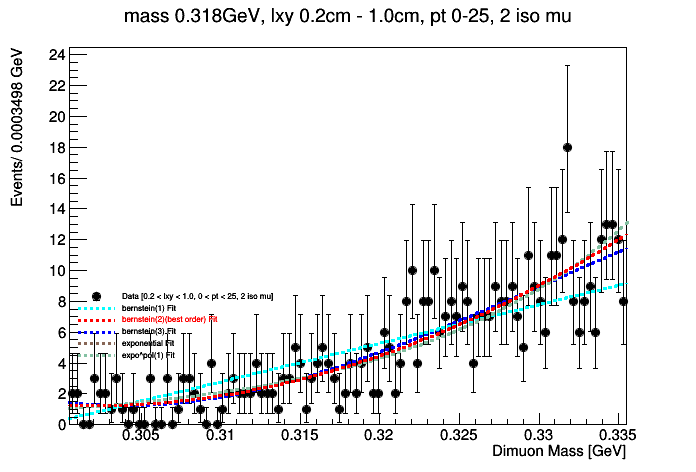 mass 0.318GeV, lxy 0.2cm - 1.0cm, pt 0-25, 2 iso mu
Events/ 0.0003498 GeV
24
22
20
18
16
14
12
10
8
6
4
2
0
Data [0.2 < lxy < 1.0, 0 < pt < 25, 2 iso mu]
bernstein(1) Fit
bernstein(2)(best order) Fit
bernstein(3) Fit
exponential Fit
expo*pol(1) Fit
0.305 0.31 0.315 0.32 0.325 0.33 0.335
Dimuon Mass [GeV]